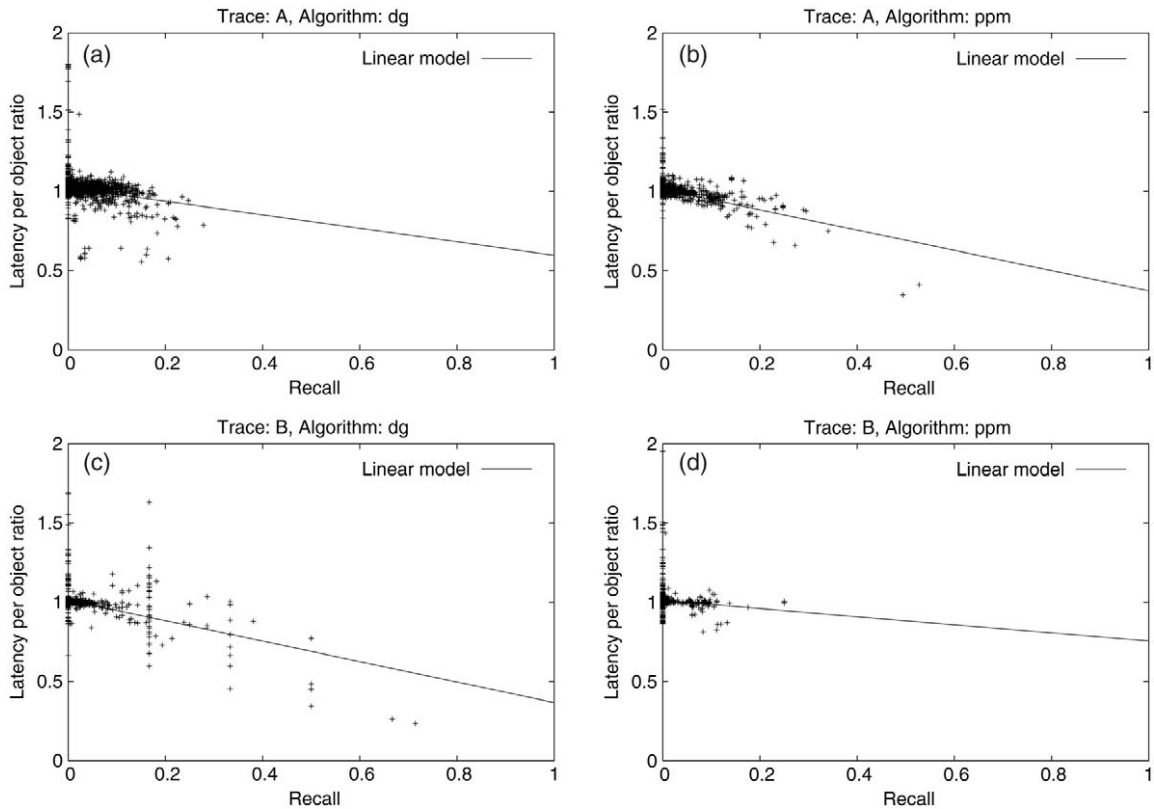 Trace: A, Algorithm: dg
(a)
Linear model
2
1.5
1
0.5
0
Latency per object ratio
0 0.2 0.4 0.6 0.8 1
Recall
Trace: A, Algorithm: ppm
(b)
Linear model
2
1.5
1
0.5
0
Latency per object ratio
0 0.2 0.4 0.6 0.8 1
Recall
Trace: B, Algorithm: dg
(c)
Linear model
2
1.5
1
0.5
0
Latency per object ratio
0 0.2 0.4 0.6 0.8 1
Recall
Trace: B, Algorithm: ppm
(d)
Linear model
2
1.5
1
0.5
0
Latency per object ratio
0 0.2 0.4 0.6 0.8 1
Recall